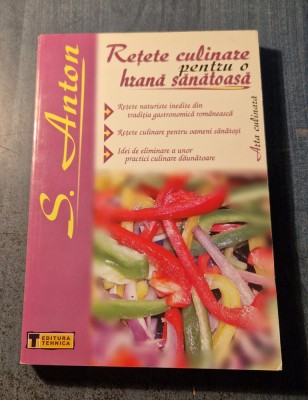 S. Anton
Rețete culinare
pentru o
hrană sănătoasă
Rețete naturiste inedite din
tradiția gastronomică românească
Rețete culinare pentru oameni sănătoși
Idei de eliminare a unor
practici culinare dăunătoare
Arta culinară
T EDITURA
TEHNICA